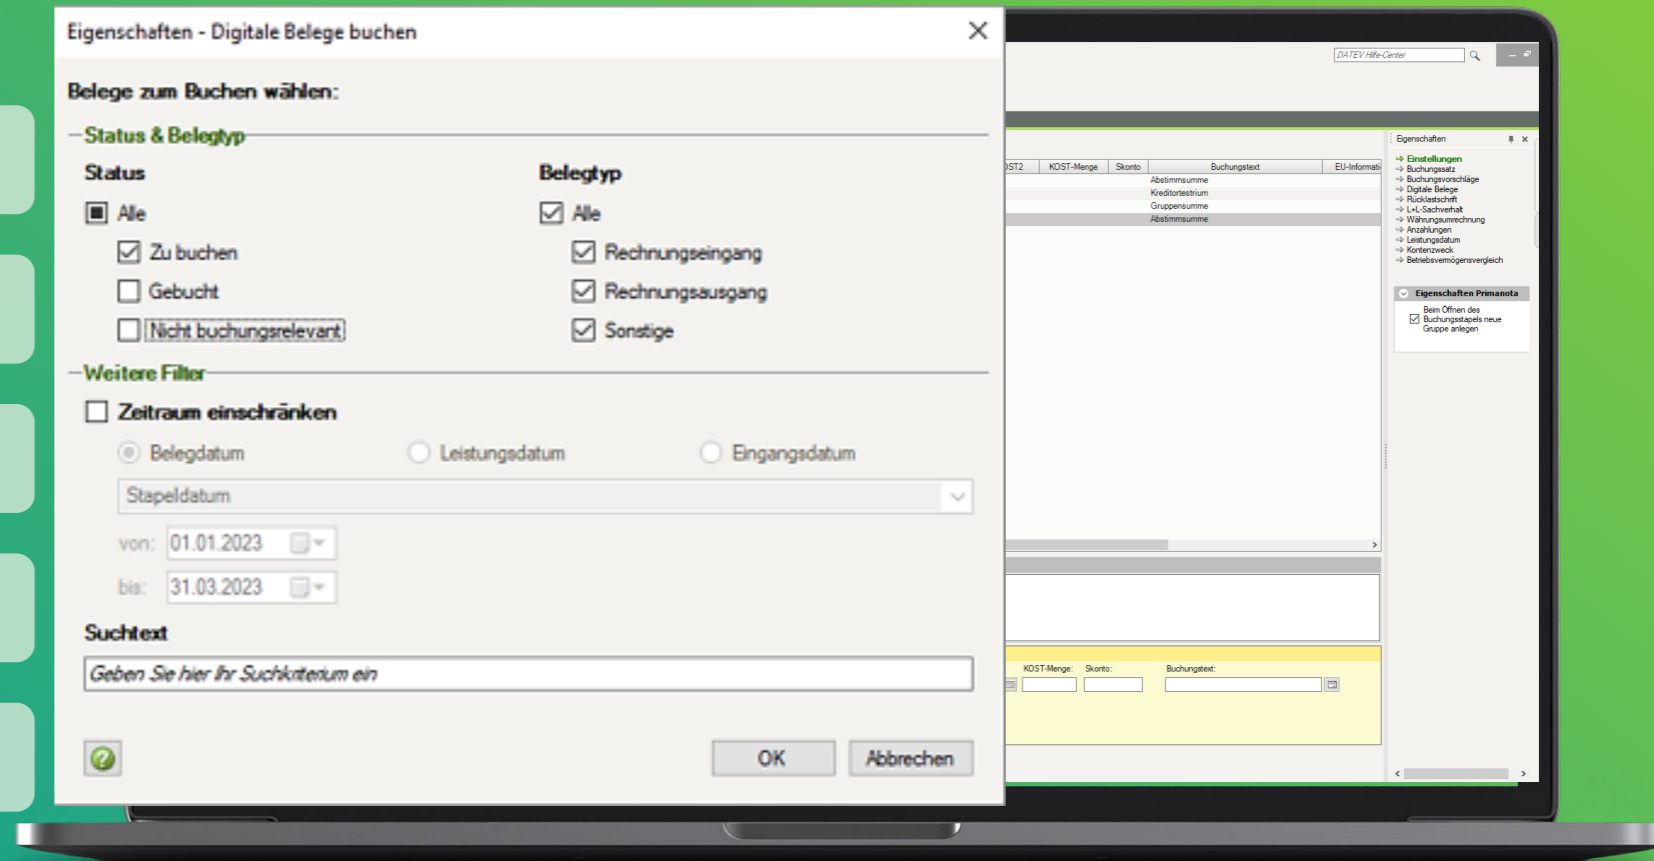 Eigenschaften - Digitale Belege buchen
Belege zum Buchen wählen:
Status & Belegtyp
Status
Belegtyp
Alle
Alle
Zu buchen
Rechnungseingang
Gebucht
Rechnungsausgang
Nicht buchungsrelevant
Sonstige
Weitere Filter
Zeitraum einschränken
Belegdatum
Leistungsdatum
Eingangsdatum
Stapeldatum
von: 01.01.2023
bis: 31.03.2023
Suchtext
Geben Sie hier Ihr Suchkriterium ein
OK
Abbrechen
DATEV Hilfe-Center
KOST-Menge
Skonto
Buchungstext
EU-Informati
Abstimmsumme
Kreditortestrium
Gruppensumme
Abstimmsumme
KOST-Menge:
Skonto:
Buchungstext:
Eigenschaften
Einstellungen
Buchungssatz
Buchungsvorschläge
Digitale Belege
Rücklastschrift
L+L-Sachverhalt
Währungsumrechnung
Anzahlungen
Leistungsdatum
Kontenzweck
Betriebsvermögensvergleich
Eigenschaften Primanota
Beim Öffnen des
Buchungsstapels neue
Gruppe anlegen